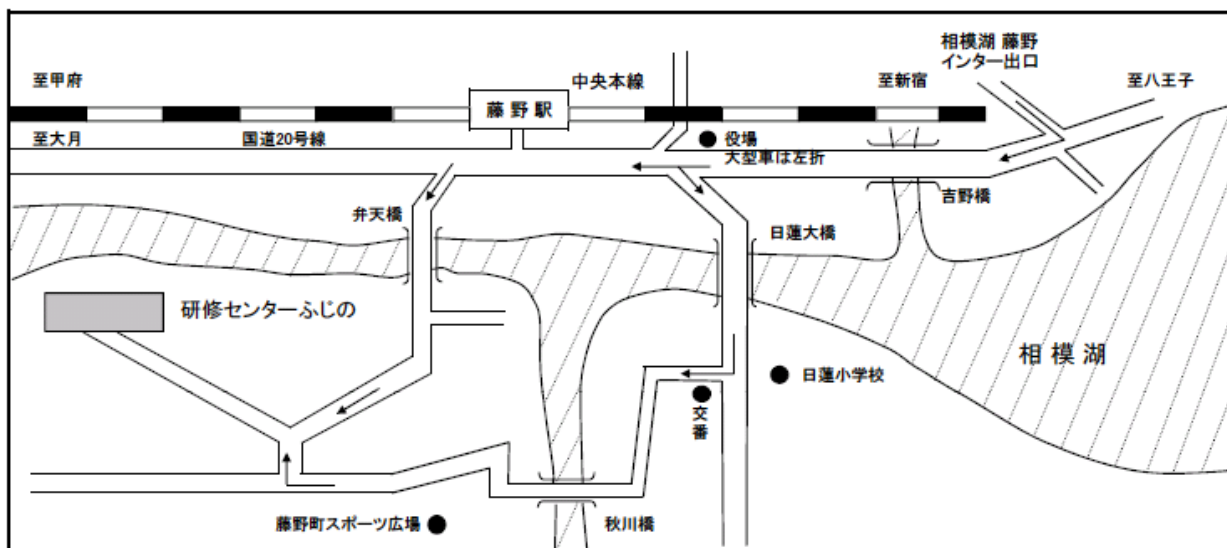 相模湖 藤野
インター出口
至甲府
中央本線
至新宿
至八王子
藤野駅
至大月
国道20号線
役場
大型車は左折
吉野橋
弁天橋
日蓮大橋
研修センターふじの
相模湖
日蓮小学校
交番
藤野町スポーツ広場
秋川橋